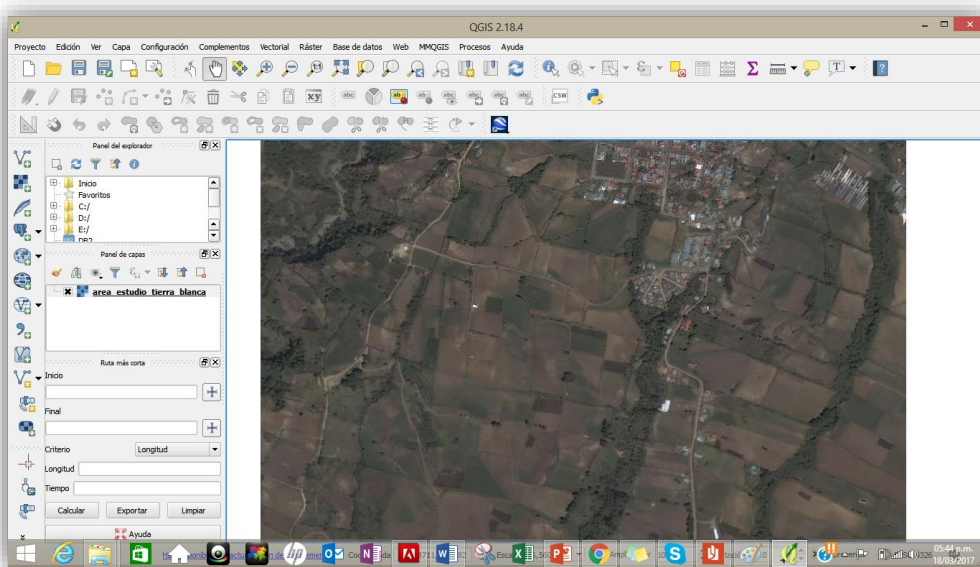 QGIS 2.18.4
Proyecto Edición Ver Capa Configuración Complementos Vectorial Ráster Base de datos Web MMQGIS Procesos Ayuda
Panel del explorador
Inicio
Favoritos
C:/
D:/
E:/
DB2
Panel de capas
area_estudio_tierra_blanca
Ruta más corta
Inicio
Final
Criterio Longitud
Longitud
Tiempo
Calcular Exportar Limpiar
Ayuda
05:44 p.m.
18/03/2017